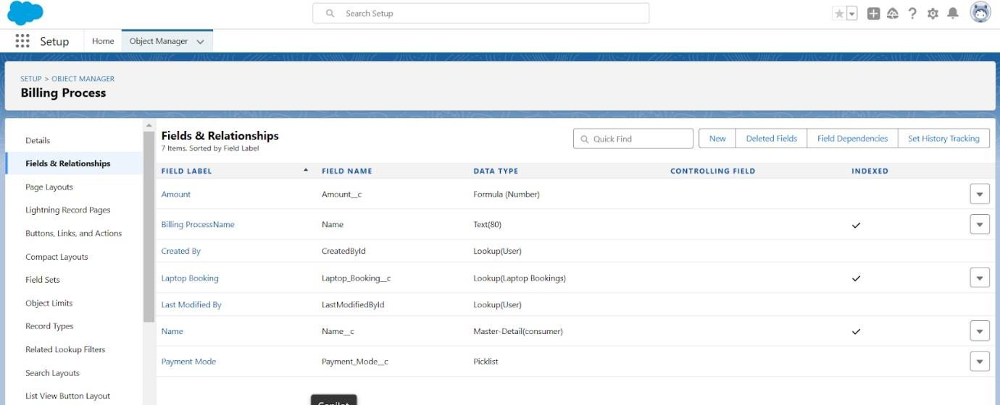 Search Setup
Setup Home Object Manager
SETUP > OBJECT MANAGER
Billing Process
Details
Fields & Relationships
Page Layouts
Lightning Record Pages
Buttons, Links, and Actions
Compact Layouts
Field Sets
Object Limits
Record Types
Related Lookup Filters
Search Layouts
List View Button Layout
Fields & Relationships
7 Items, Sorted by Field Label
Quick Find New Deleted Fields Field Dependencies Set History Tracking
FIELD LABEL FIELD NAME DATA TYPE CONTROLLING FIELD INDEXED
Amount Amount__c Formula (Number)
Billing ProcessName Name Text(80)
Created By CreatedById Lookup(User)
Laptop Booking Laptop_Booking__c Lookup(Laptop Bookings)
Last Modified By LastModifiedById Lookup(User)
Name Name__c Master-Detail(consumer)
Payment Mode Payment_Mode__c Picklist
Copilot